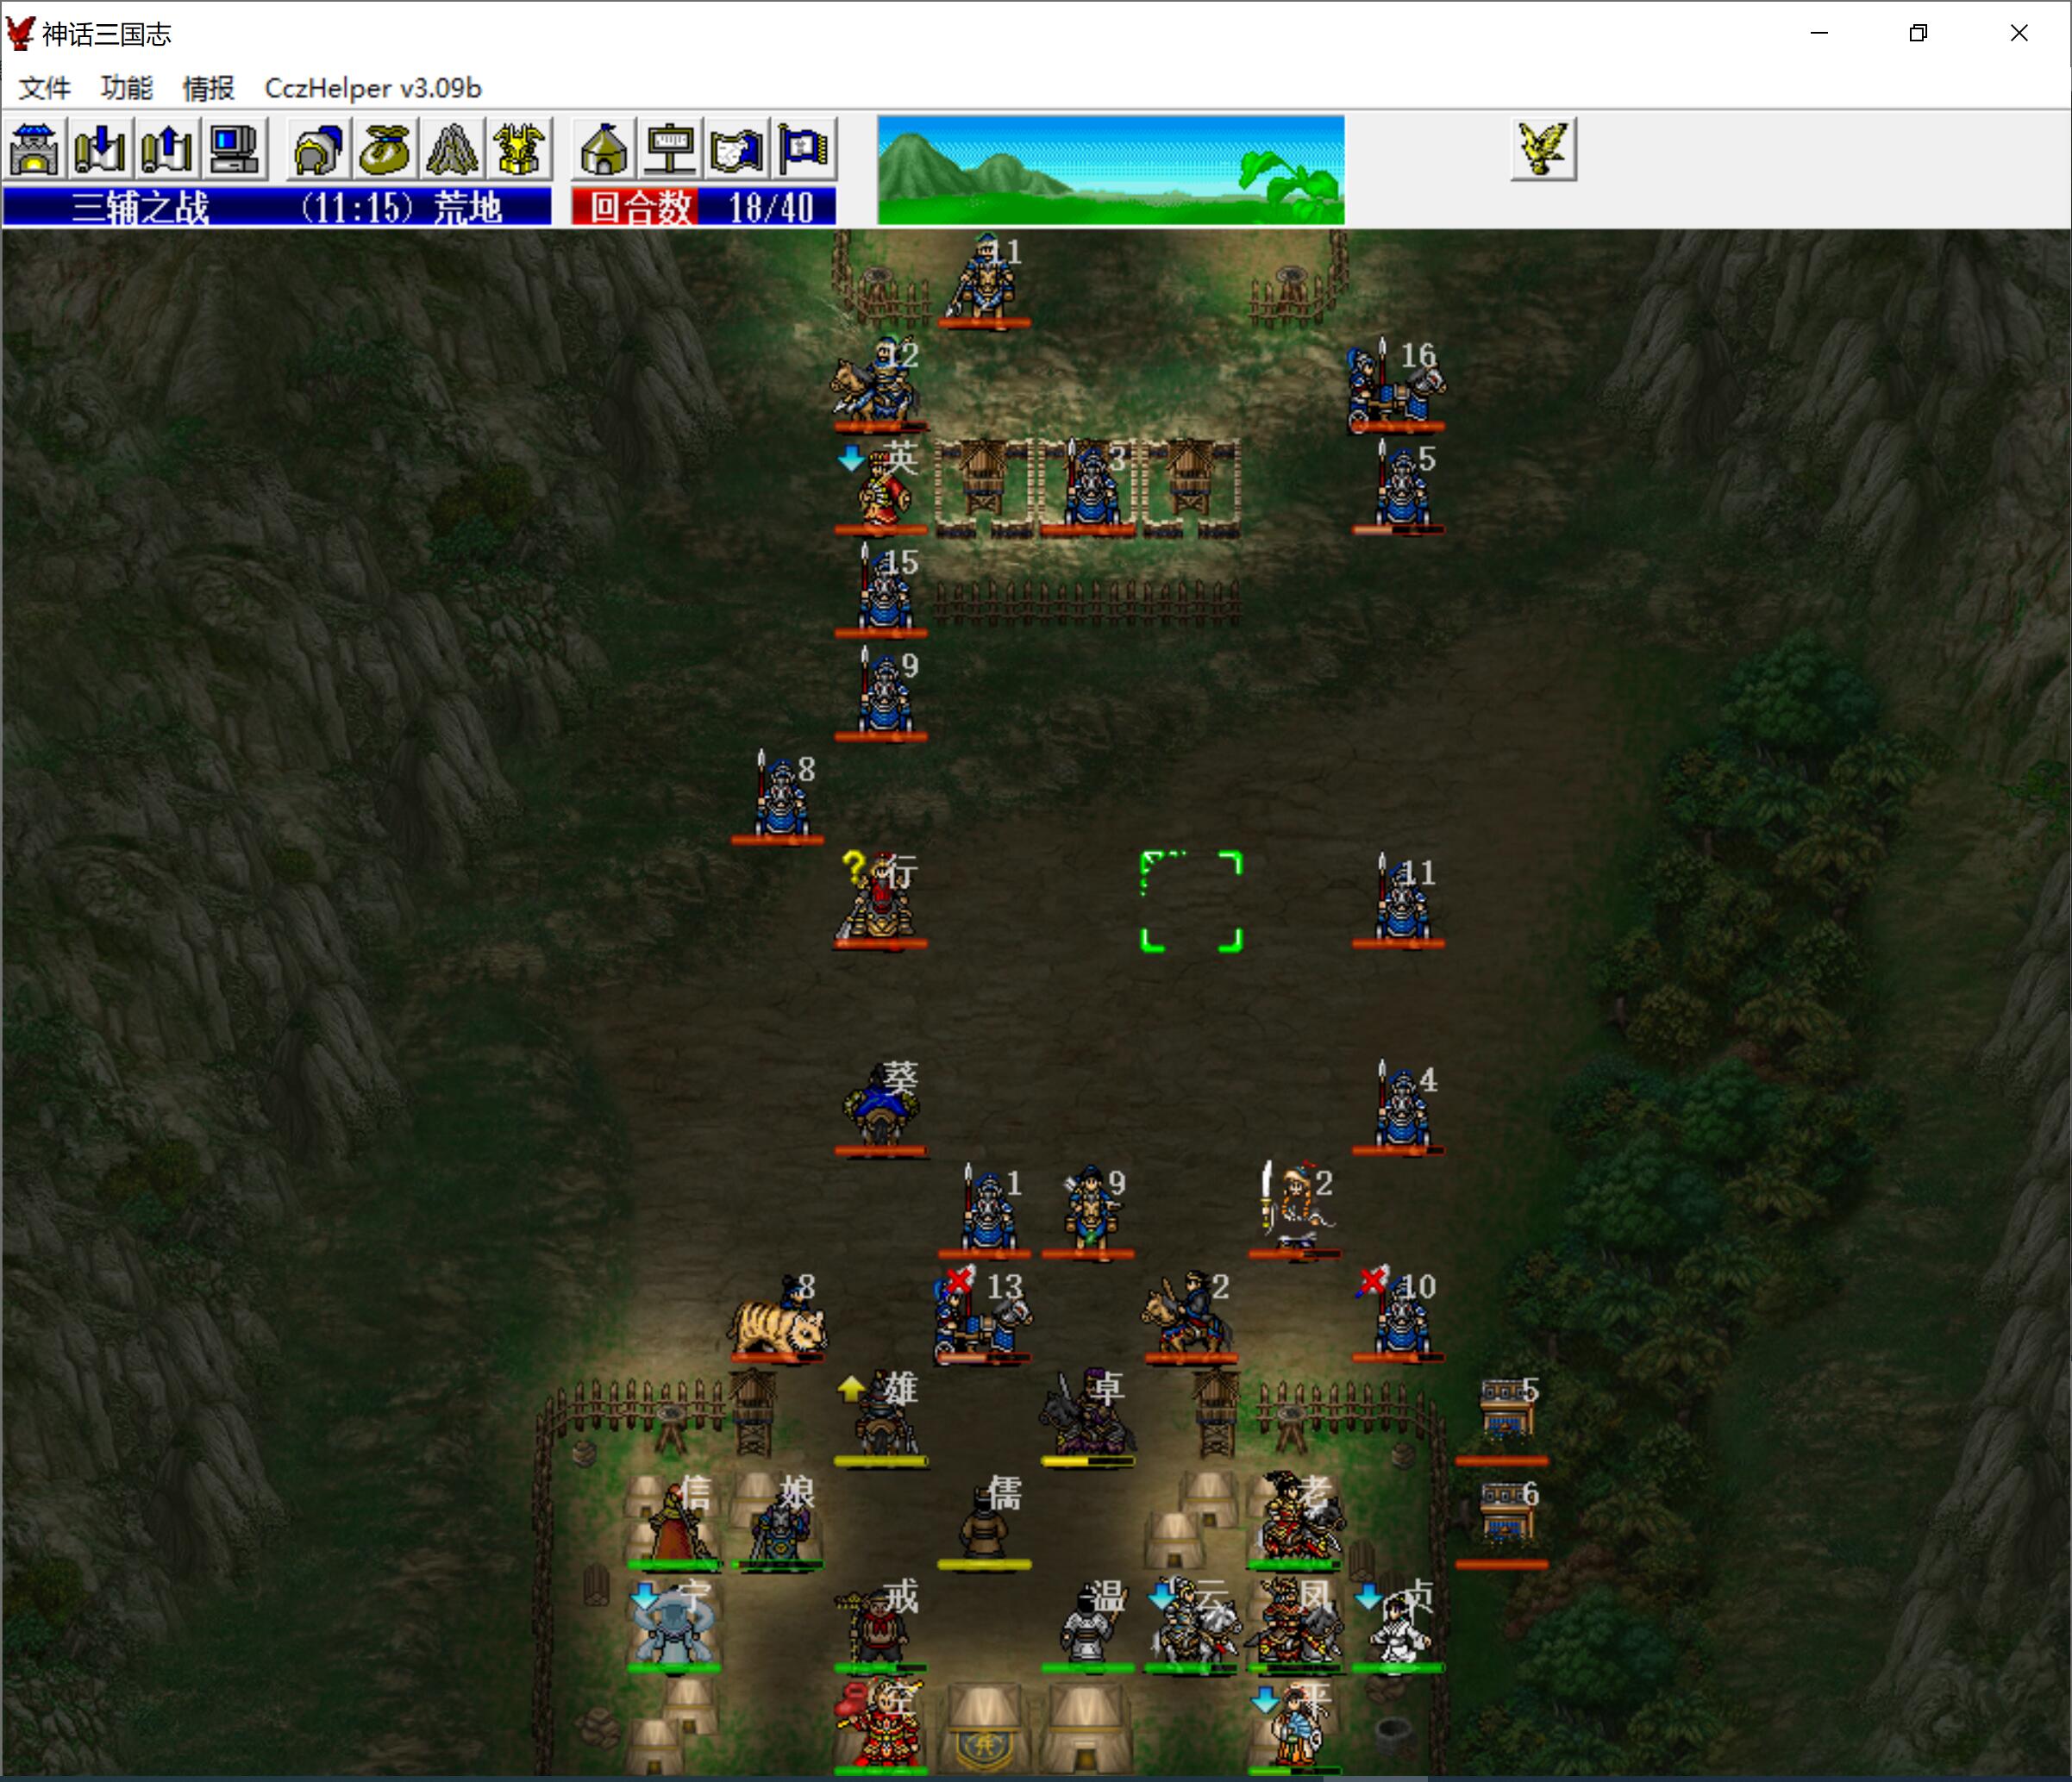 神话三国志
文件 功能 情报 CczHelper v3.09b
三辅之战 (11:15) 荒地 回合数 18/40
11
12 16
英 3 5
15
9
8
行 11
葵 4
1 9 2
8 13 2 10
雄 卓 5
信 娘 儒 老 6
宁 戒 温 云 凤 贞
空 平